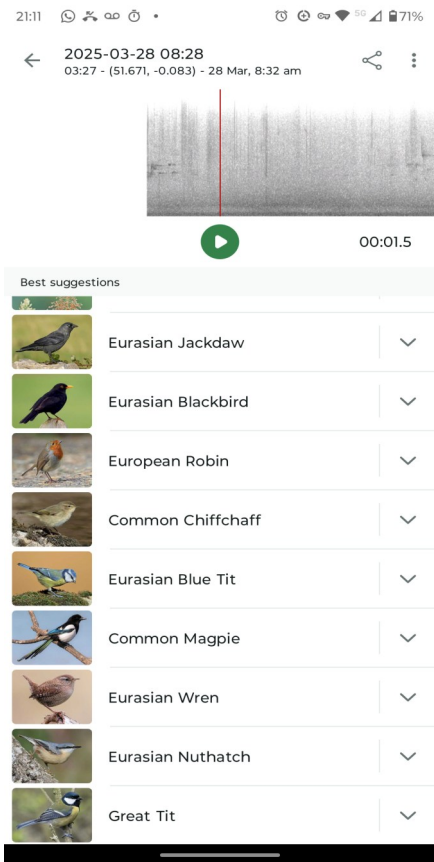 21:11
5G
71%
2025-03-28 08:28
03:27 - (51.671, -0.083) - 28 Mar, 8:32 am
00:01.5
Best suggestions
Eurasian Jackdaw
Eurasian Blackbird
European Robin
Common Chiffchaff
Eurasian Blue Tit
Common Magpie
Eurasian Wren
Eurasian Nuthatch
Great Tit